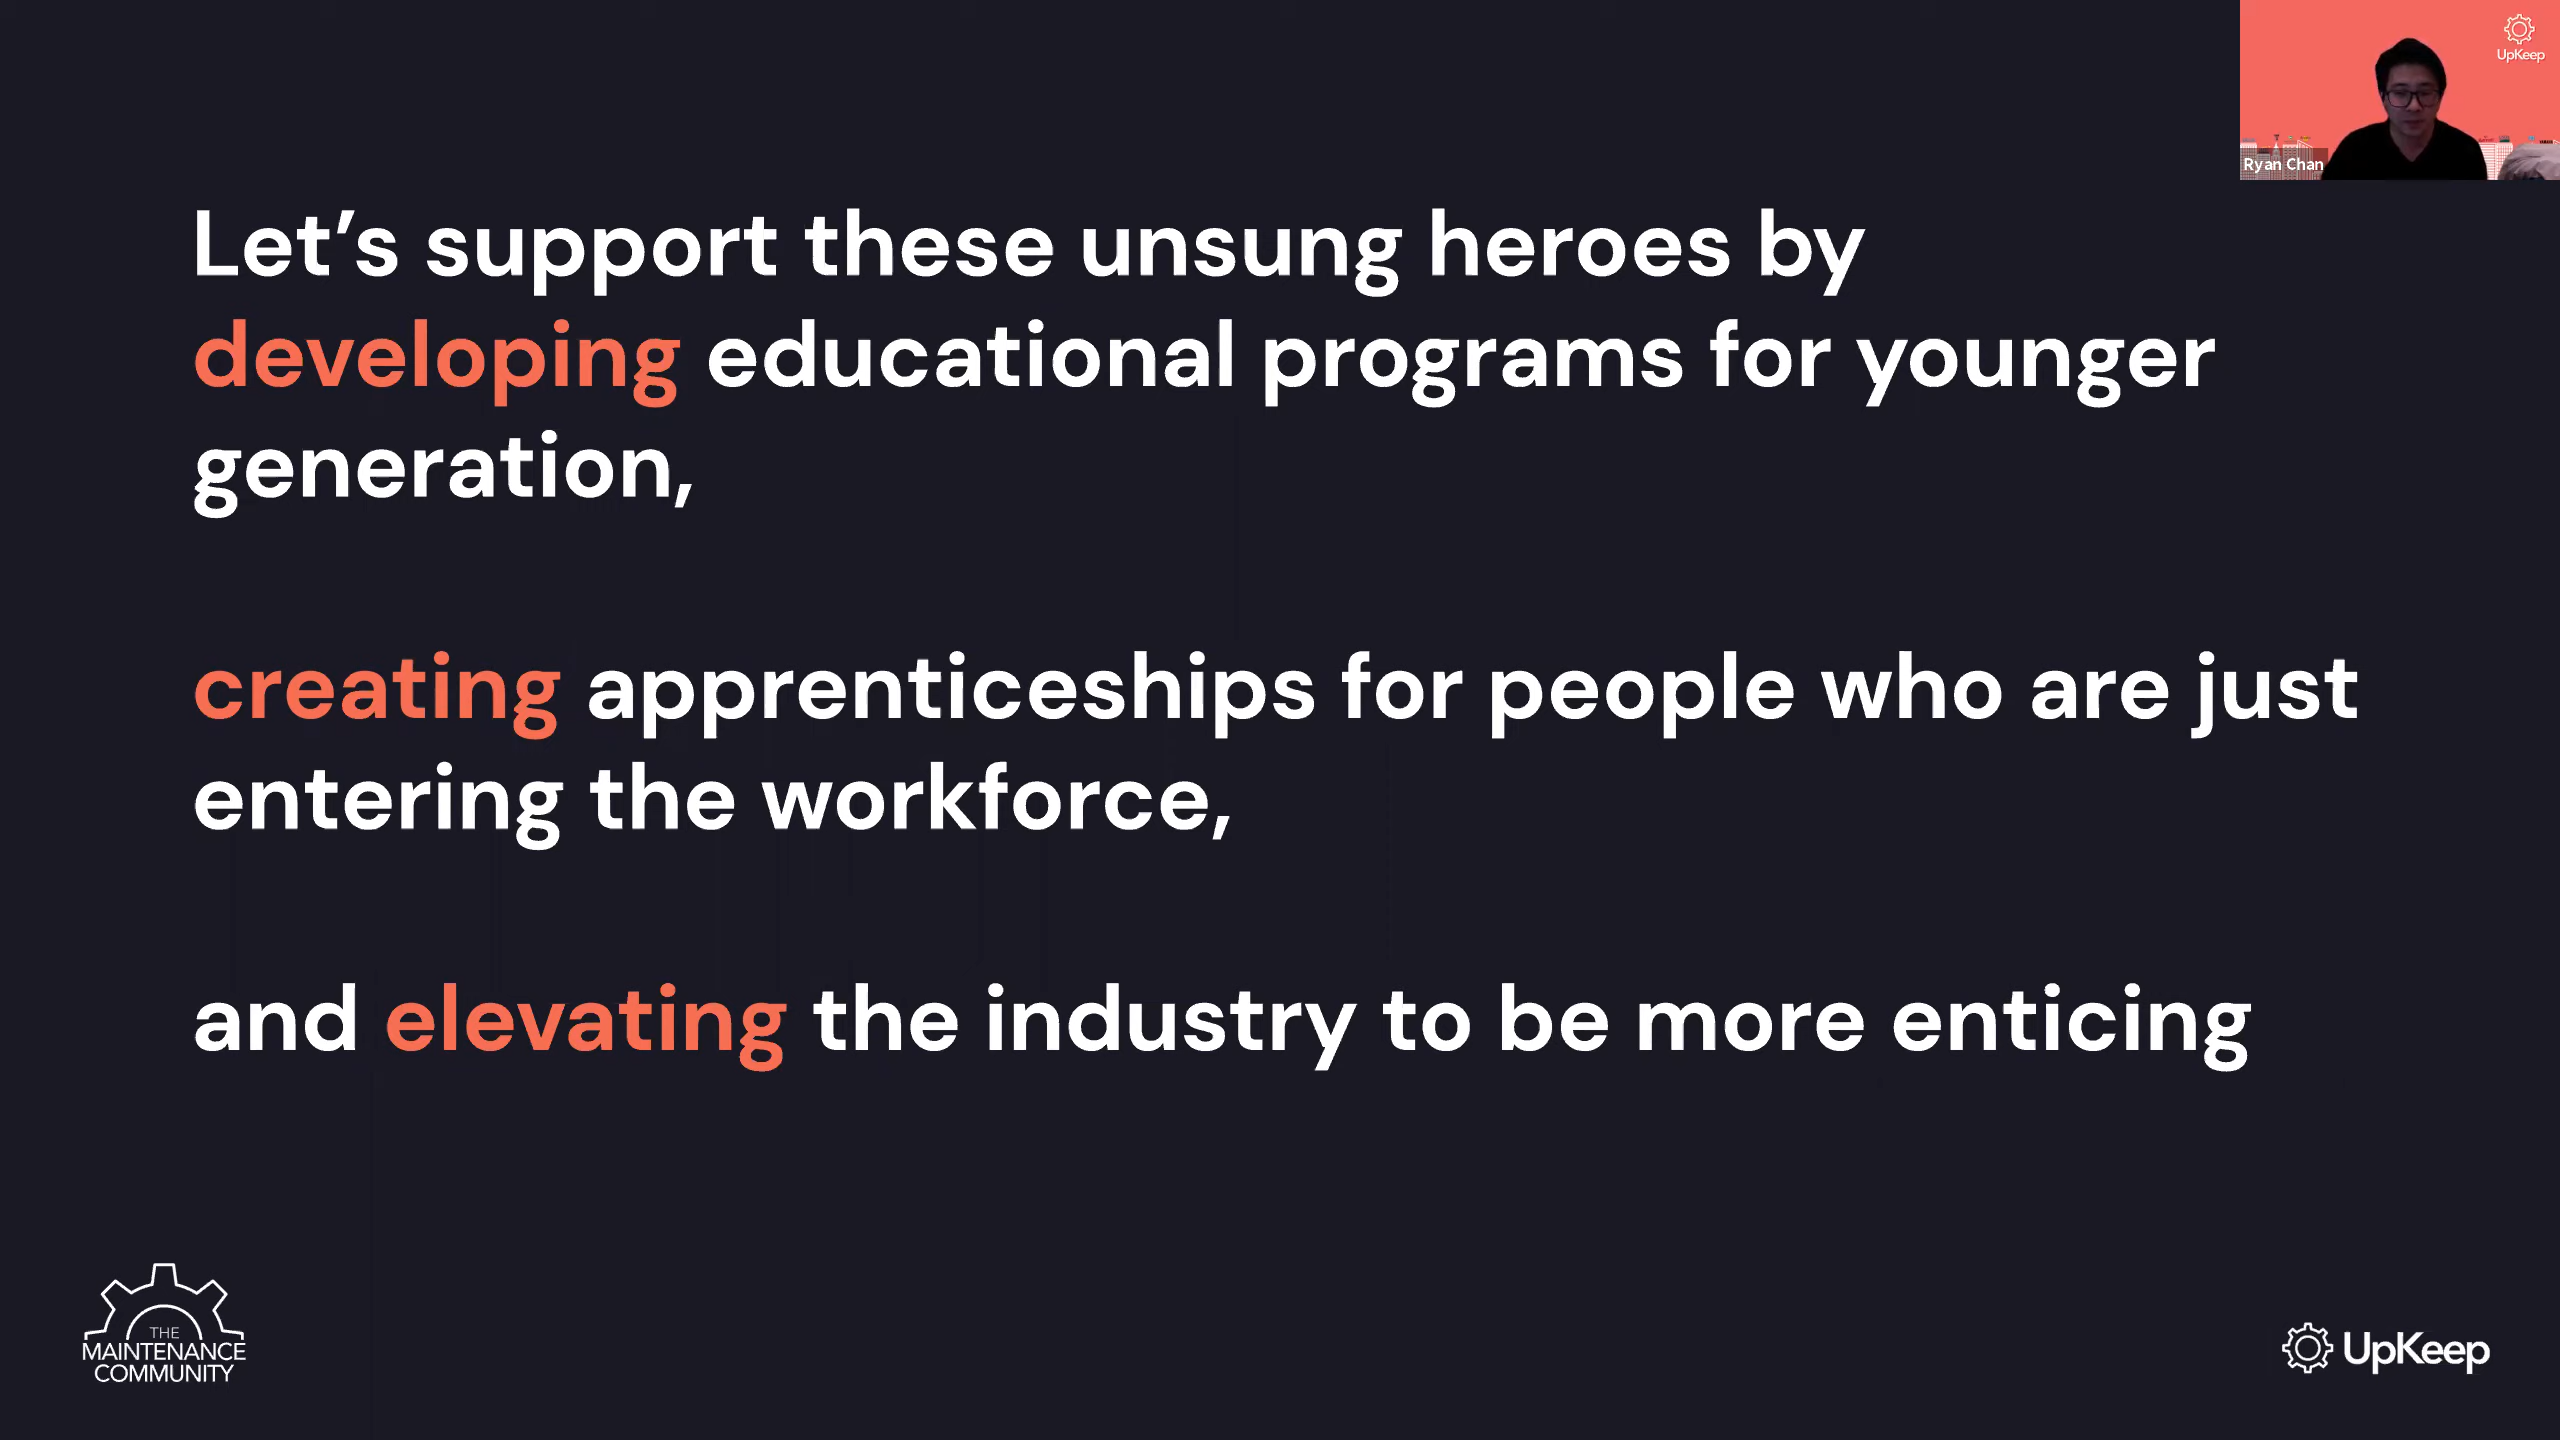 UpKeep
Ryan Chan
Let’s support these unsung heroes by
developing educational programs for younger
generation,
creating apprenticeships for people who are just
entering the workforce,
and elevating the industry to be more enticing
THE
MAINTENANCE
COMMUNITY
UpKeep